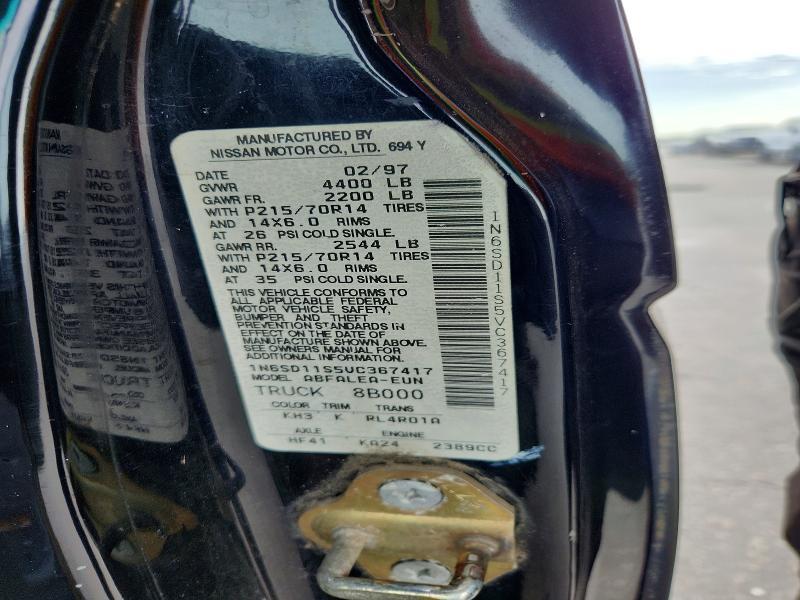 MANUFACTURED BY
NISSAN MOTOR CO., LTD. 694 Y
DATE 02/97
GVWR 4400 LB
GAWR FR. 2200 LB
WITH P215/70R14 TIRES
AND 14X6.0 RIMS
AT 26 PSI COLD SINGLE.
GAWR RR. 2544 LB
WITH P215/70R14 TIRES
AND 14X6.0 RIMS
AT 35 PSI COLD SINGLE.
THIS VEHICLE CONFORMS TO
ALL APPLICABLE FEDERAL
MOTOR VEHICLE SAFETY,
BUMPER AND THEFT
PREVENTION STANDARDS IN
EFFECT ON THE DATE OF
MANUFACTURE SHOWN ABOVE.
SEE OWNERS MANUAL FOR
ADDITIONAL INFORMATION
1N6SD11S5VC367417
MODEL ABFALEA-EUN
TRUCK 8B000
COLOR TRIM TRANS
KH3 K RL4R01A
AXLE ENGINE
HF41 KA24 2389CC
1N6SD11S5VC367417